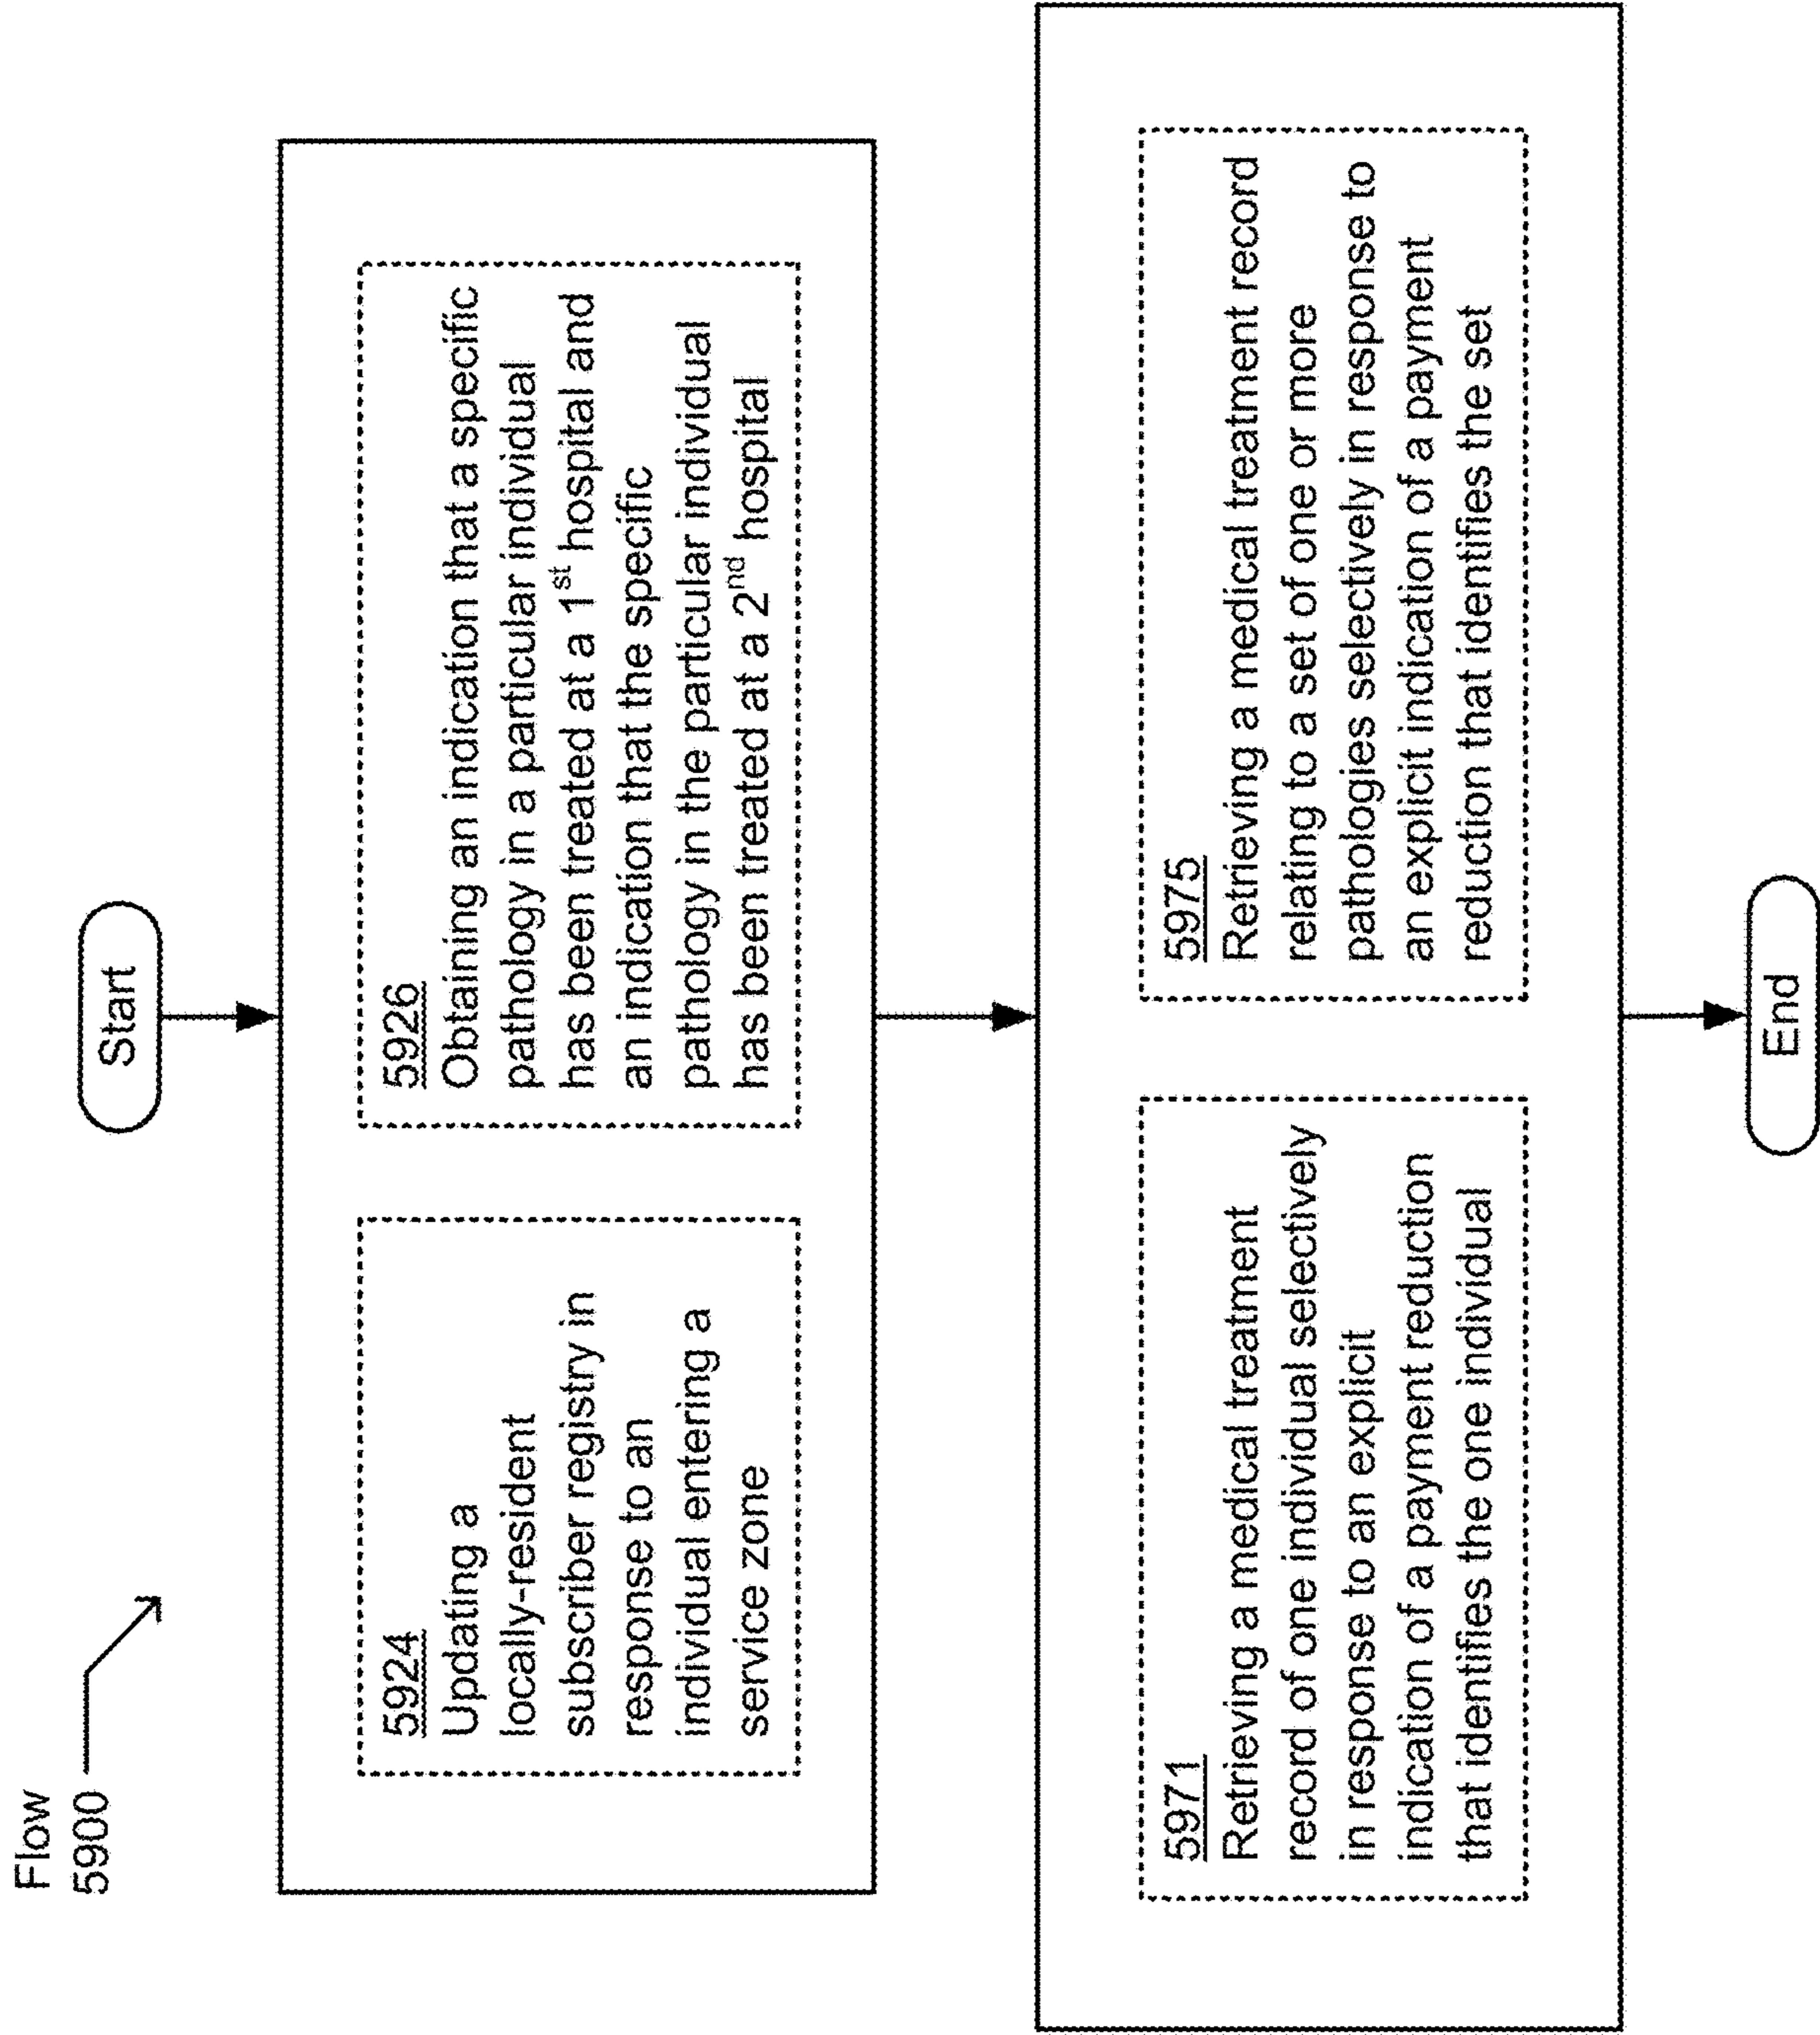 Flow
5900
Start
5924
Updating a
locally-resident
subscriber registry in
response to an
individual entering a
service zone
5926
Obtaining an indication that a specific
pathology in a particular individual
has been treated at a 1st hospital and
an indication that the specific
pathology in the particular individual
has been treated at a 2nd hospital
5971
Retrieving a medical treatment
record of one individual selectively
in response to an explicit
indication of a payment reduction
that identifies the one individual
5975
Retrieving a medical treatment record
relating to a set of one or more
pathologies selectively in response to
an explicit indication of a payment
reduction that identifies the set
End